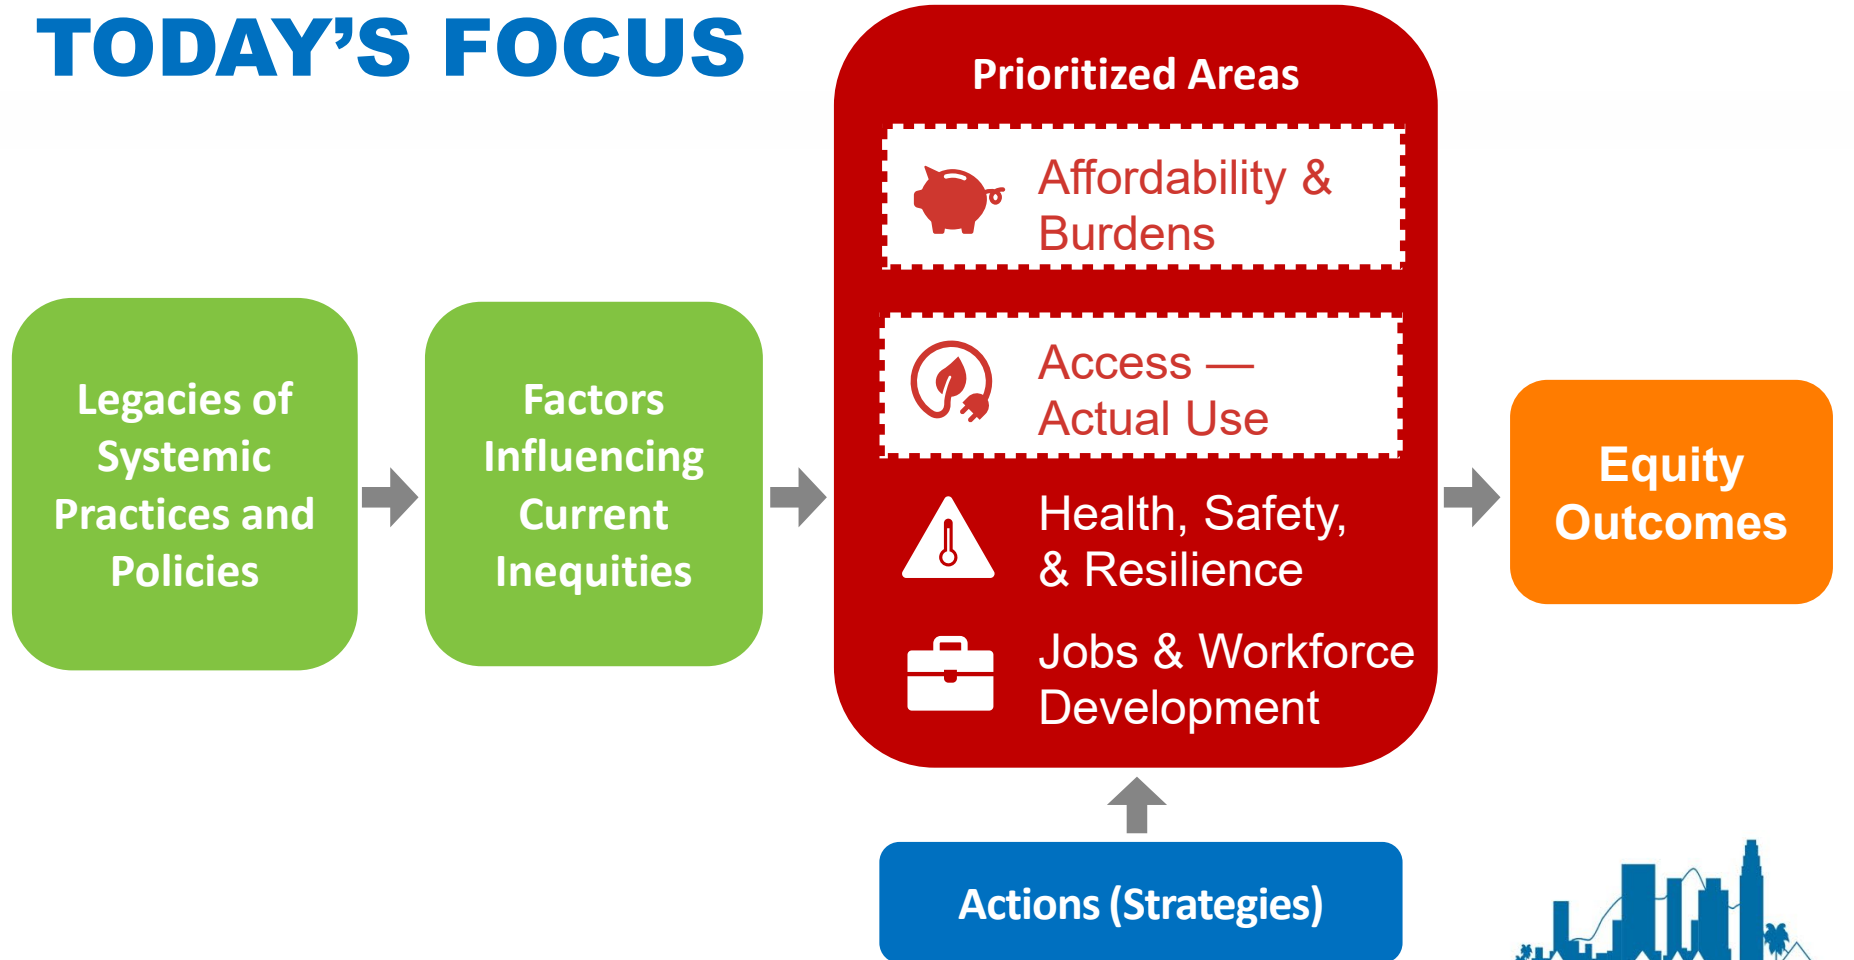 TODAY’S FOCUS
Legacies of
Systemic
Practices and
Policies
Factors
Influencing
Current
Inequities
Prioritized Areas
Affordability &
Burdens
Access —
Actual Use
Health, Safety,
& Resilience
Jobs & Workforce
Development
Equity
Outcomes
Actions (Strategies)